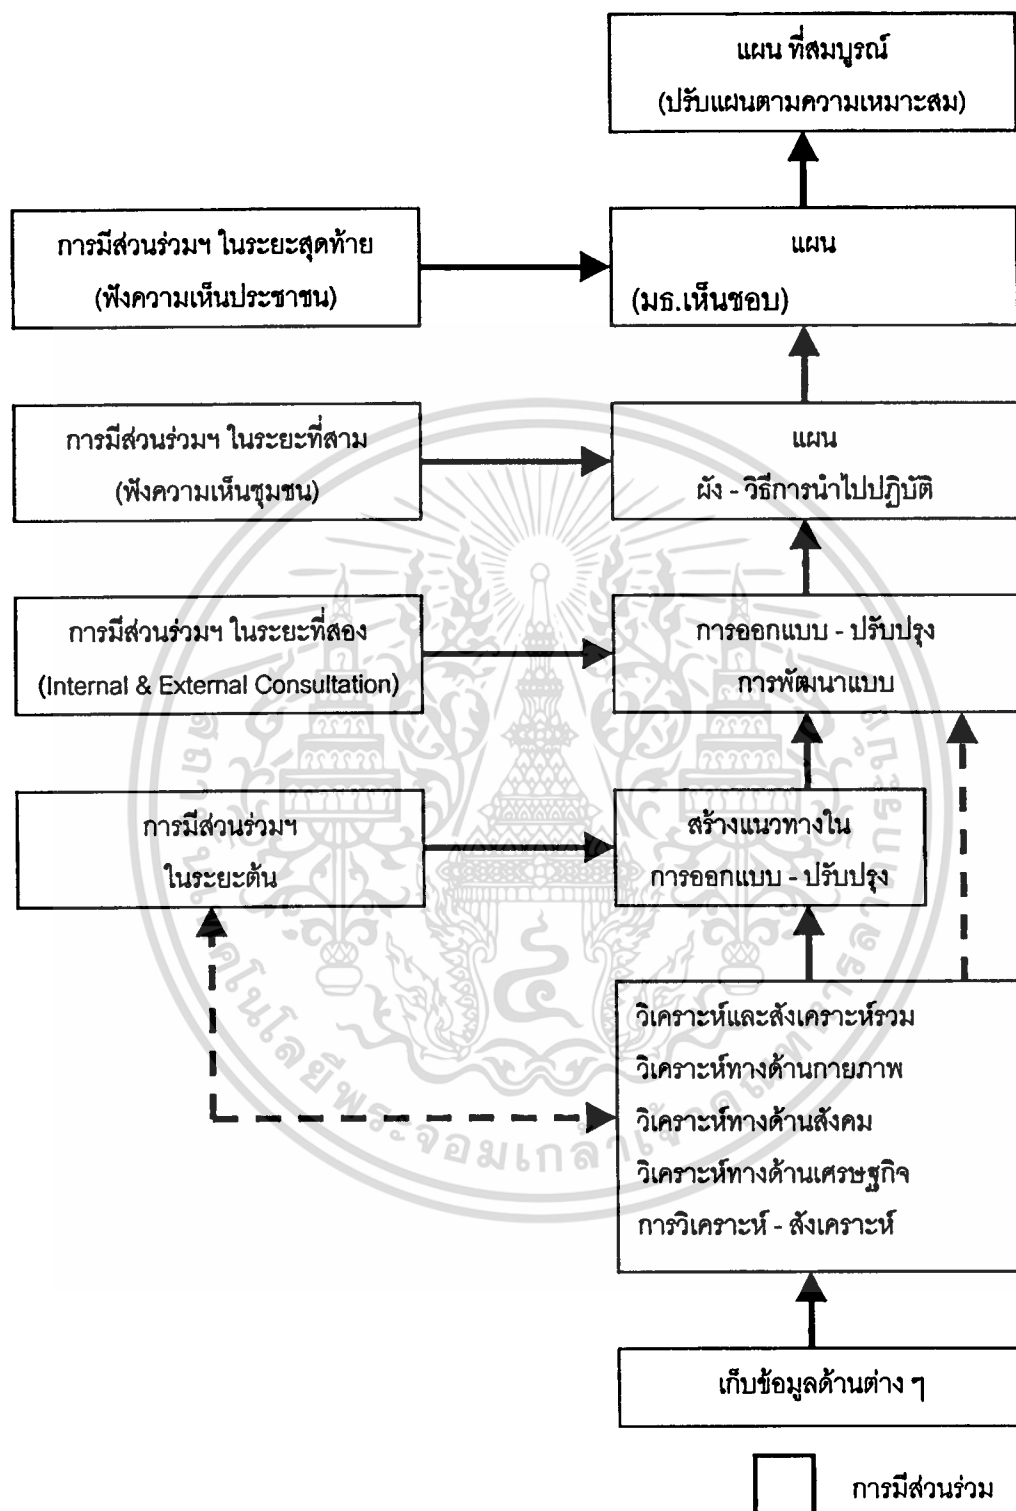 แผน ที่สมบูรณ์
(ปรับแผนตามความเหมาะสม)
การมีส่วนร่วมฯ ในระยะสุดท้าย
(ฟังความเห็นประชาชน)
แผน
(มธ.เห็นชอบ)
การมีส่วนร่วมฯ ในระยะที่สาม
(ฟังความเห็นชุมชน)
แผน
ผัง - วิธีการนำไปปฏิบัติ
การมีส่วนร่วมฯ ในระยะที่สอง
(Internal & External Consultation)
การออกแบบ - ปรับปรุง
การพัฒนาแบบ
การมีส่วนร่วมฯ
ในระยะต้น
สร้างแนวทางใน
การออกแบบ - ปรับปรุง
วิเคราะห์และสังเคราะห์รวม
วิเคราะห์ทางด้านกายภาพ
วิเคราะห์ทางด้านสังคม
วิเคราะห์ทางด้านเศรษฐกิจ
การวิเคราะห์ - สังเคราะห์
เก็บข้อมูลด้านต่าง ๆ
การมีส่วนร่วม